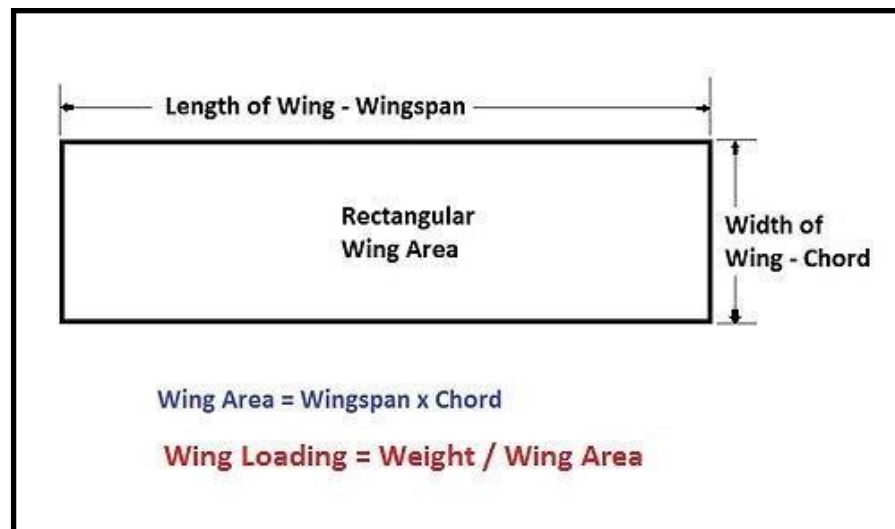 Length of Wing - Wingspan
Rectangular
Wing Area
Width of
Wing - Chord
Wing Area = Wingspan x Chord
Wing Loading = Weight / Wing Area